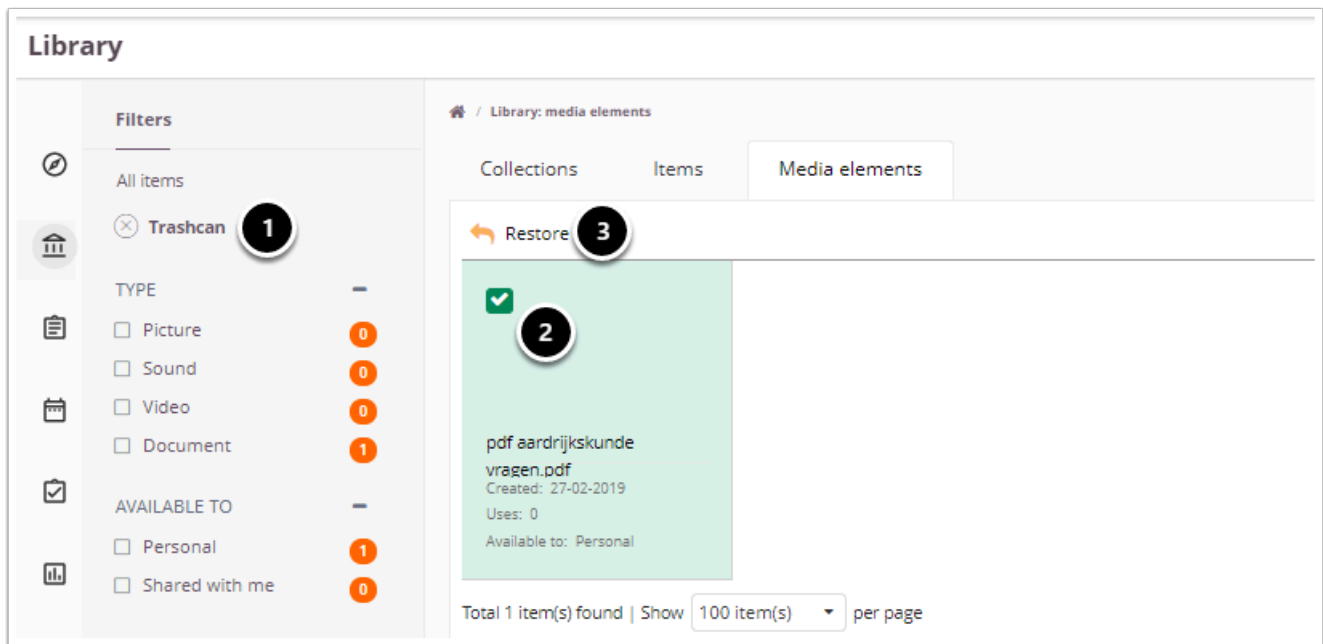 Library
Filters
All items
Trashcan 1
TYPE
Picture 0
Sound 0
Video 0
Document 1
AVAILABLE TO
Personal 1
Shared with me 0
/ Library: media elements
Collections Items Media elements
Restore 3
2
pdf aardrijkskunde
vragen.pdf
Created: 27-02-2019
Uses: 0
Available to: Personal
Total 1 item(s) found | Show 100 item(s) per page